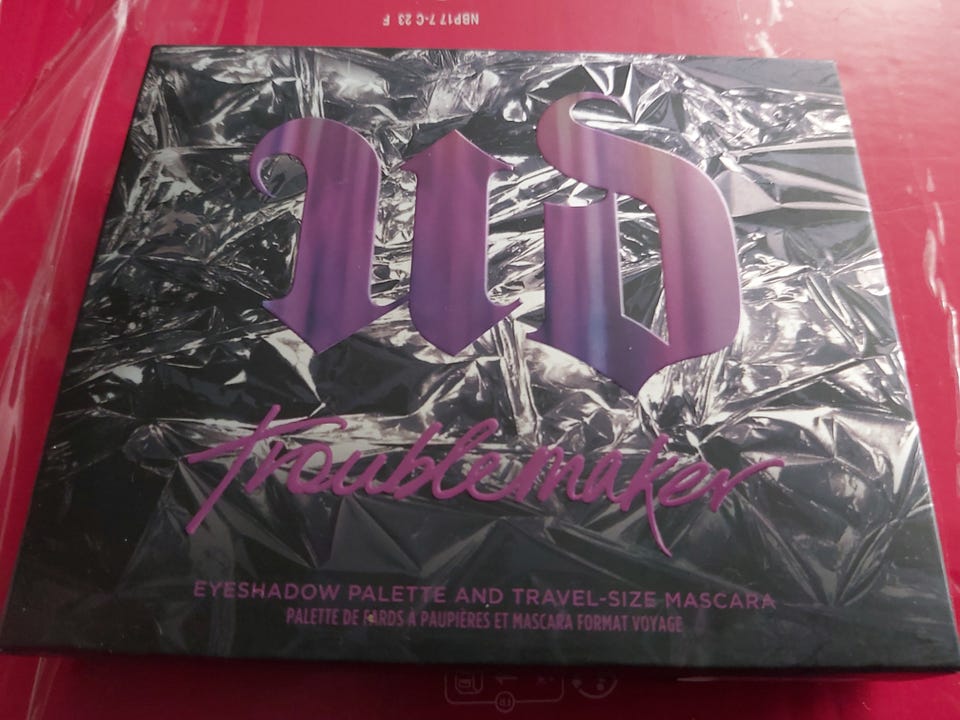 NBP17 7-C 23 F
UD
troublemaker
EYESHADOW PALETTE AND TRAVEL-SIZE MASCARA
PALETTE DE FARDS À PAUPIÈRES ET MASCARA FORMAT VOYAGE